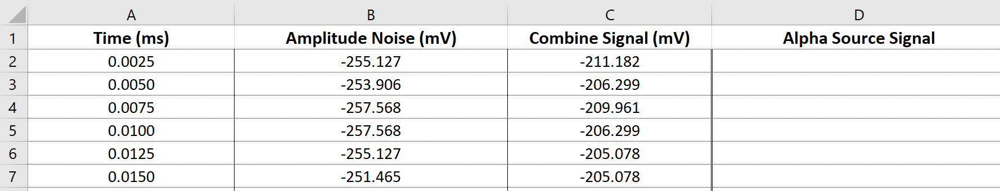 A B C D
1 Time (ms) Amplitude Noise (mV) Combine Signal (mV) Alpha Source Signal
2 0.0025 -255.127 -211.182
3 0.0050 -253.906 -206.299
4 0.0075 -257.568 -209.961
5 0.0100 -257.568 -206.299
6 0.0125 -255.127 -205.078
7 0.0150 -251.465 -205.078